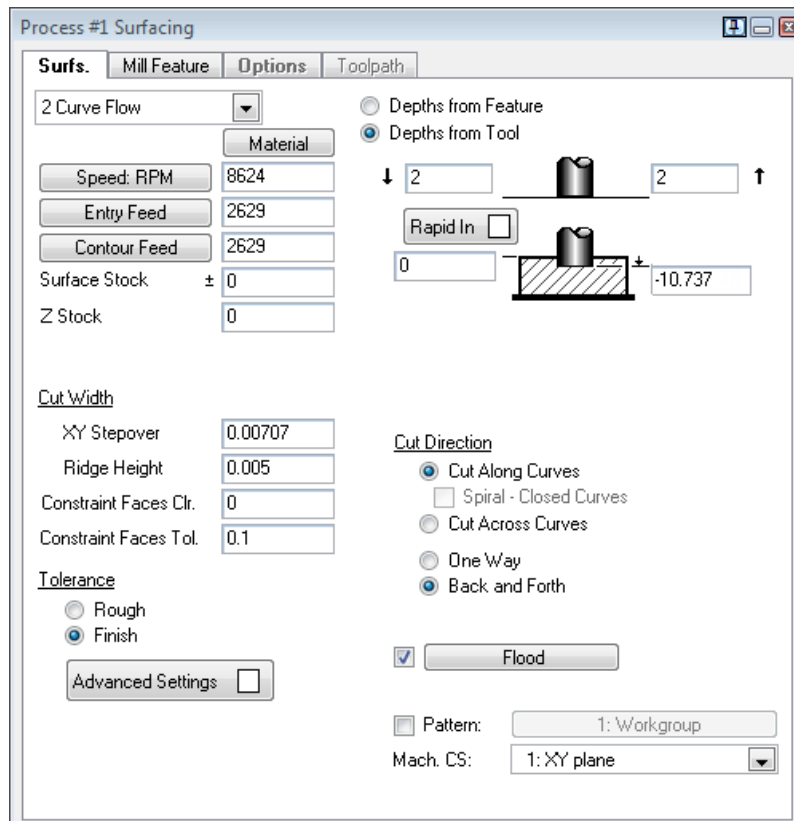 Process #1 Surfacing
Surfs. Mill Feature Options Toolpath
2 Curve Flow
Depths from Feature
Depths from Tool
Material
Speed: RPM 8624
2 2
Entry Feed 2629
Rapid In
Contour Feed 2629
0
Surface Stock ± 0
-10.737
Z Stock 0
Cut Width
XY Stepover 0.00707
Ridge Height 0.005
Constraint Faces Clr. 0
Constraint Faces Tol. 0.1
Tolerance
Rough
Finish
Advanced Settings
Cut Direction
Cut Along Curves
Spiral - Closed Curves
Cut Across Curves
One Way
Back and Forth
Flood
Pattern: 1: Workgroup
Mach. CS: 1: XY plane